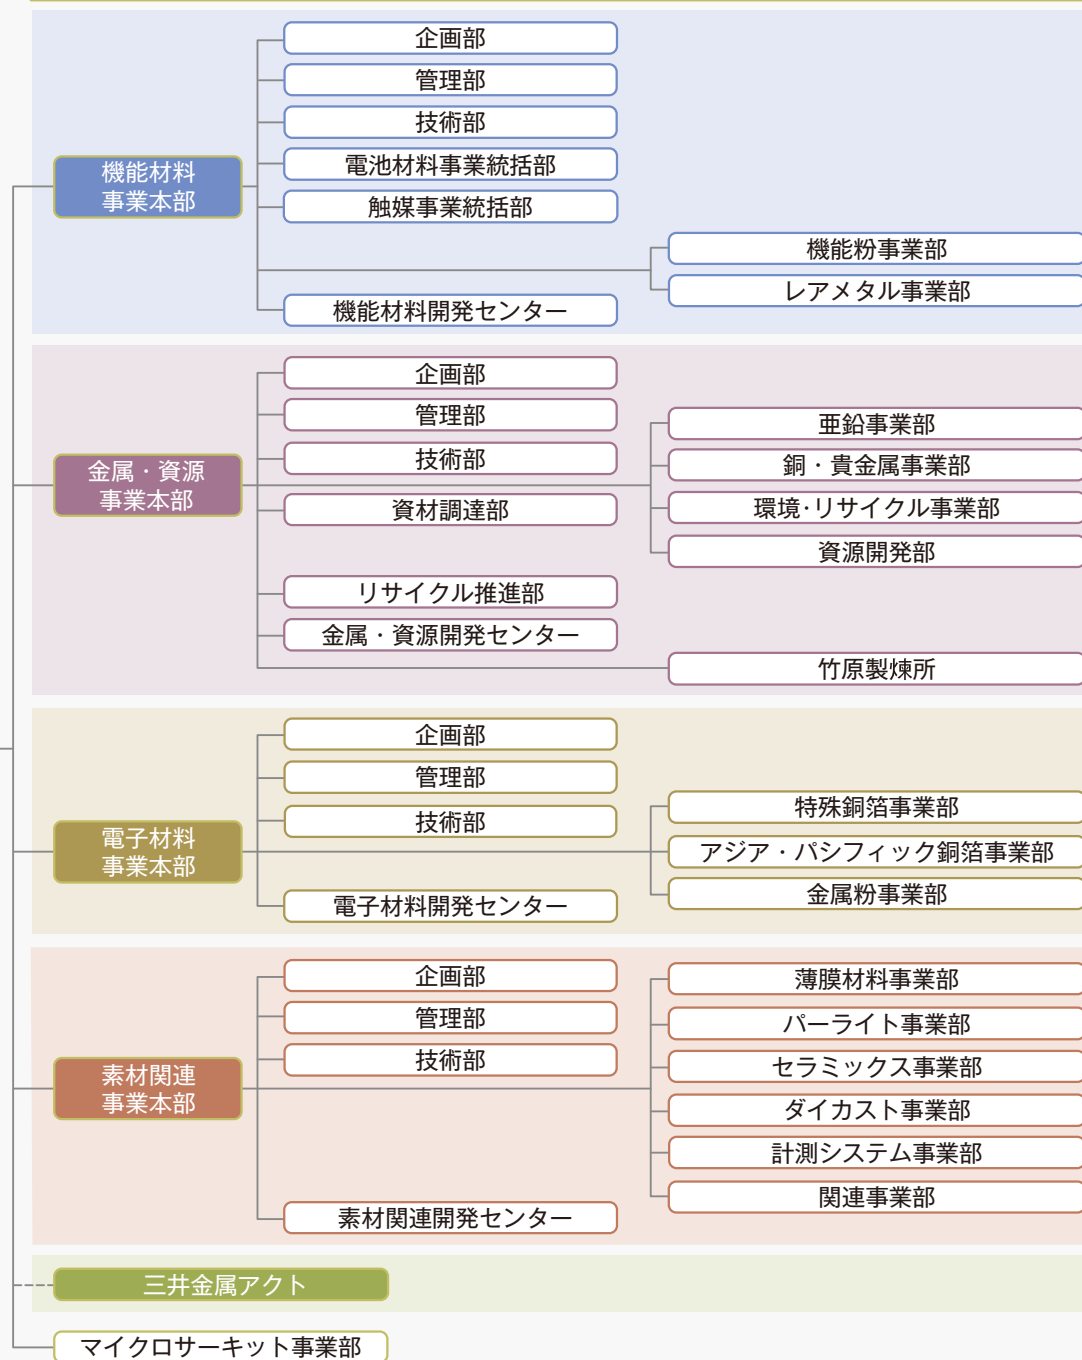 機能材料
事業本部
企画部
管理部
技術部
電池材料事業統括部
触媒事業統括部
機能粉事業部
レアメタル事業部
機能材料開発センター
金属・資源
事業本部
企画部
管理部
技術部
資材調達部
リサイクル推進部
金属・資源開発センター
亜鉛事業部
銅・貴金属事業部
環境･リサイクル事業部
資源開発部
竹原製煉所
電子材料
事業本部
企画部
管理部
技術部
電子材料開発センター
特殊銅箔事業部
アジア・パシフィック銅箔事業部
金属粉事業部
素材関連
事業本部
企画部
管理部
技術部
素材関連開発センター
薄膜材料事業部
パーライト事業部
セラミックス事業部
ダイカスト事業部
計測システム事業部
関連事業部
三井金属アクト
マイクロサーキット事業部